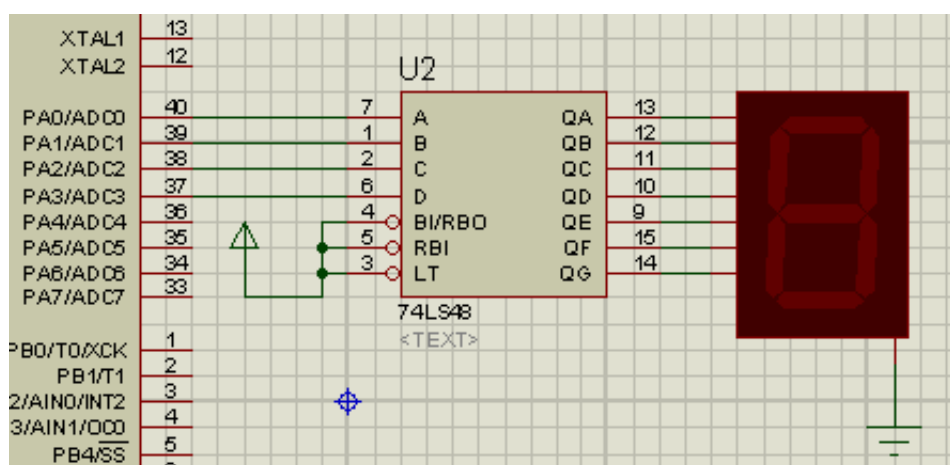 XTAL1 13
XTAL2 12
U2
PA0/ADC0 40 7 A QA 13
PA1/ADC1 39 1 B QB 12
PA2/ADC2 38 2 C QC 11
PA3/ADC3 37 6 D QD 10
PA4/ADC4 36 4 BI/RBO QE 9
PA5/ADC5 35 5 RBI QF 15
PA6/ADC6 34 3 LT QG 14
PA7/ADC7 33
74LS48
<TEXT>
PB0/T0/XCK 1
PB1/T1 2
2/AIN0/INT2 3
3/AIN1/OC0 4
PB4/SS 5